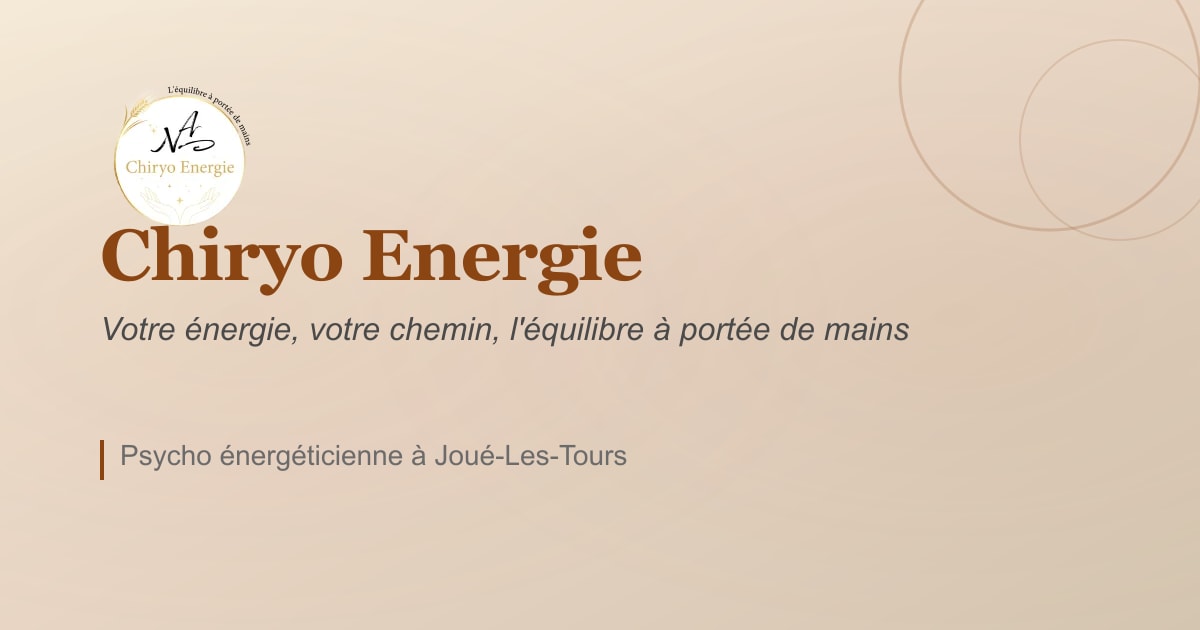 L'équilibre à portée de mains
NA
Chiryo Energie
Chiryo Energie
Votre énergie, votre chemin, l'équilibre à portée de mains
Psycho énergéticienne à Joué-Les-Tours